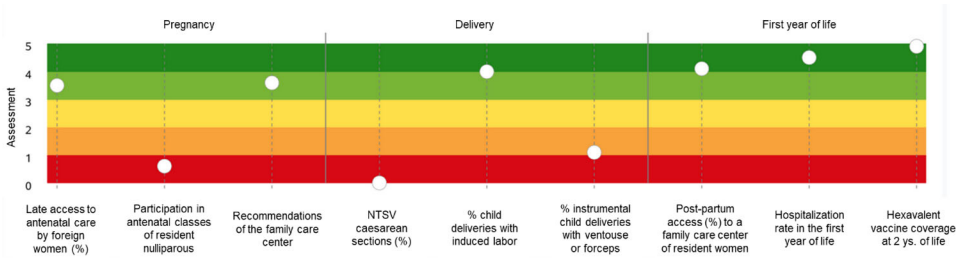 Pregnancy
Delivery
First year of life
Assessment
5
4
3
2
1
0
Late access to
antenatal care
by foreign
women (%)
Participation in
antenatal classes
of resident
nulliparous
Recommendations
of the family care
center
NTSV
caesarean
sections (%)
% child
deliveries with
induced labor
% instrumental
child deliveries
with ventouse
or forceps
Post-partum
access (%) to a
family care center
of resident women
Hospitalization
rate in the first
year of life
Hexavalent
vaccine coverage
at 2 ys. of life